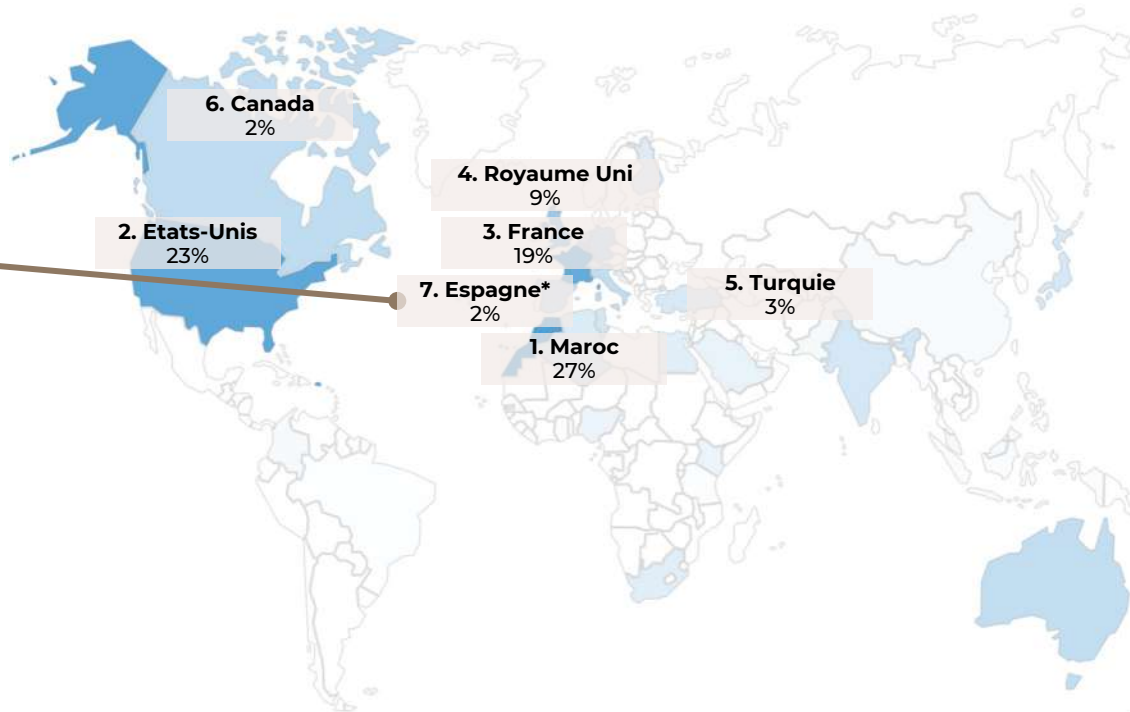 6. Canada
2%
4. Royaume Uni
9%
2. Etats-Unis
23%
3. France
19%
7. Espagne*
2%
5. Turquie
3%
1. Maroc
27%